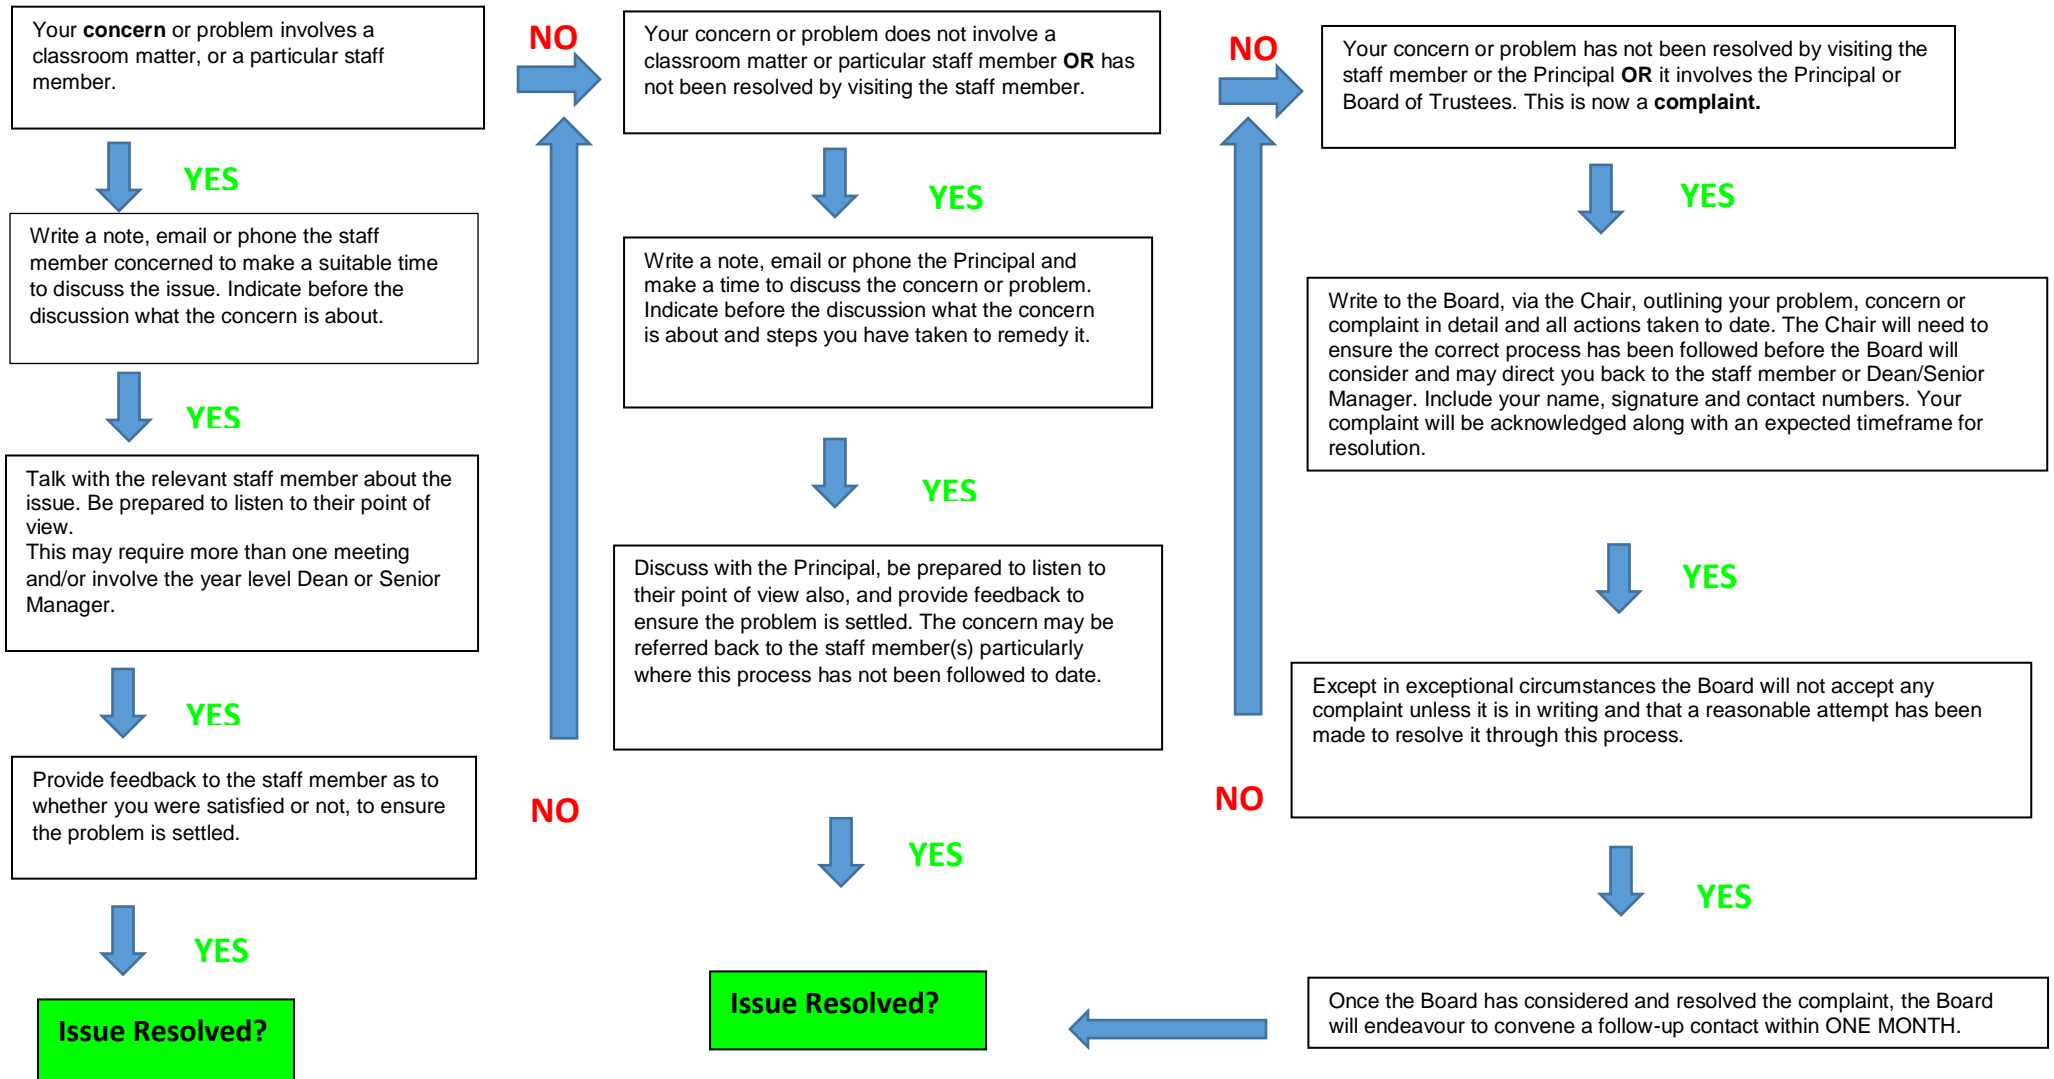 Your concern or problem involves a
classroom matter, or a particular staff
member.
YES
Write a note, email or phone the staff
member concerned to make a suitable time
to discuss the issue. Indicate before the
discussion what the concern is about.
YES
Talk with the relevant staff member about the
issue. Be prepared to listen to their point of
view.
This may require more than one meeting
and/or involve the year level Dean or Senior
Manager.
YES
Provide feedback to the staff member as to
whether you were satisfied or not, to ensure
the problem is settled.
YES
Issue Resolved?
NO
NO
Your concern or problem does not involve a
classroom matter or particular staff member OR has
not been resolved by visiting the staff member.
YES
Write a note, email or phone the Principal and
make a time to discuss the concern or problem.
Indicate before the discussion what the concern
is about and steps you have taken to remedy it.
YES
Discuss with the Principal, be prepared to listen to
their point of view also, and provide feedback to
ensure the problem is settled. The concern may be
referred back to the staff member(s) particularly
where this process has not been followed to date.
YES
Issue Resolved?
NO
NO
Your concern or problem has not been resolved by visiting the
staff member or the Principal OR it involves the Principal or
Board of Trustees. This is now a complaint.
YES
Write to the Board, via the Chair, outlining your problem, concern or
complaint in detail and all actions taken to date. The Chair will need to
ensure the correct process has been followed before the Board will
consider and may direct you back to the staff member or Dean/Senior
Manager. Include your name, signature and contact numbers. Your
complaint will be acknowledged along with an expected timeframe for
resolution.
YES
Except in exceptional circumstances the Board will not accept any
complaint unless it is in writing and that a reasonable attempt has been
made to resolve it through this process.
YES
Once the Board has considered and resolved the complaint, the Board
will endeavour to convene a follow-up contact within ONE MONTH.